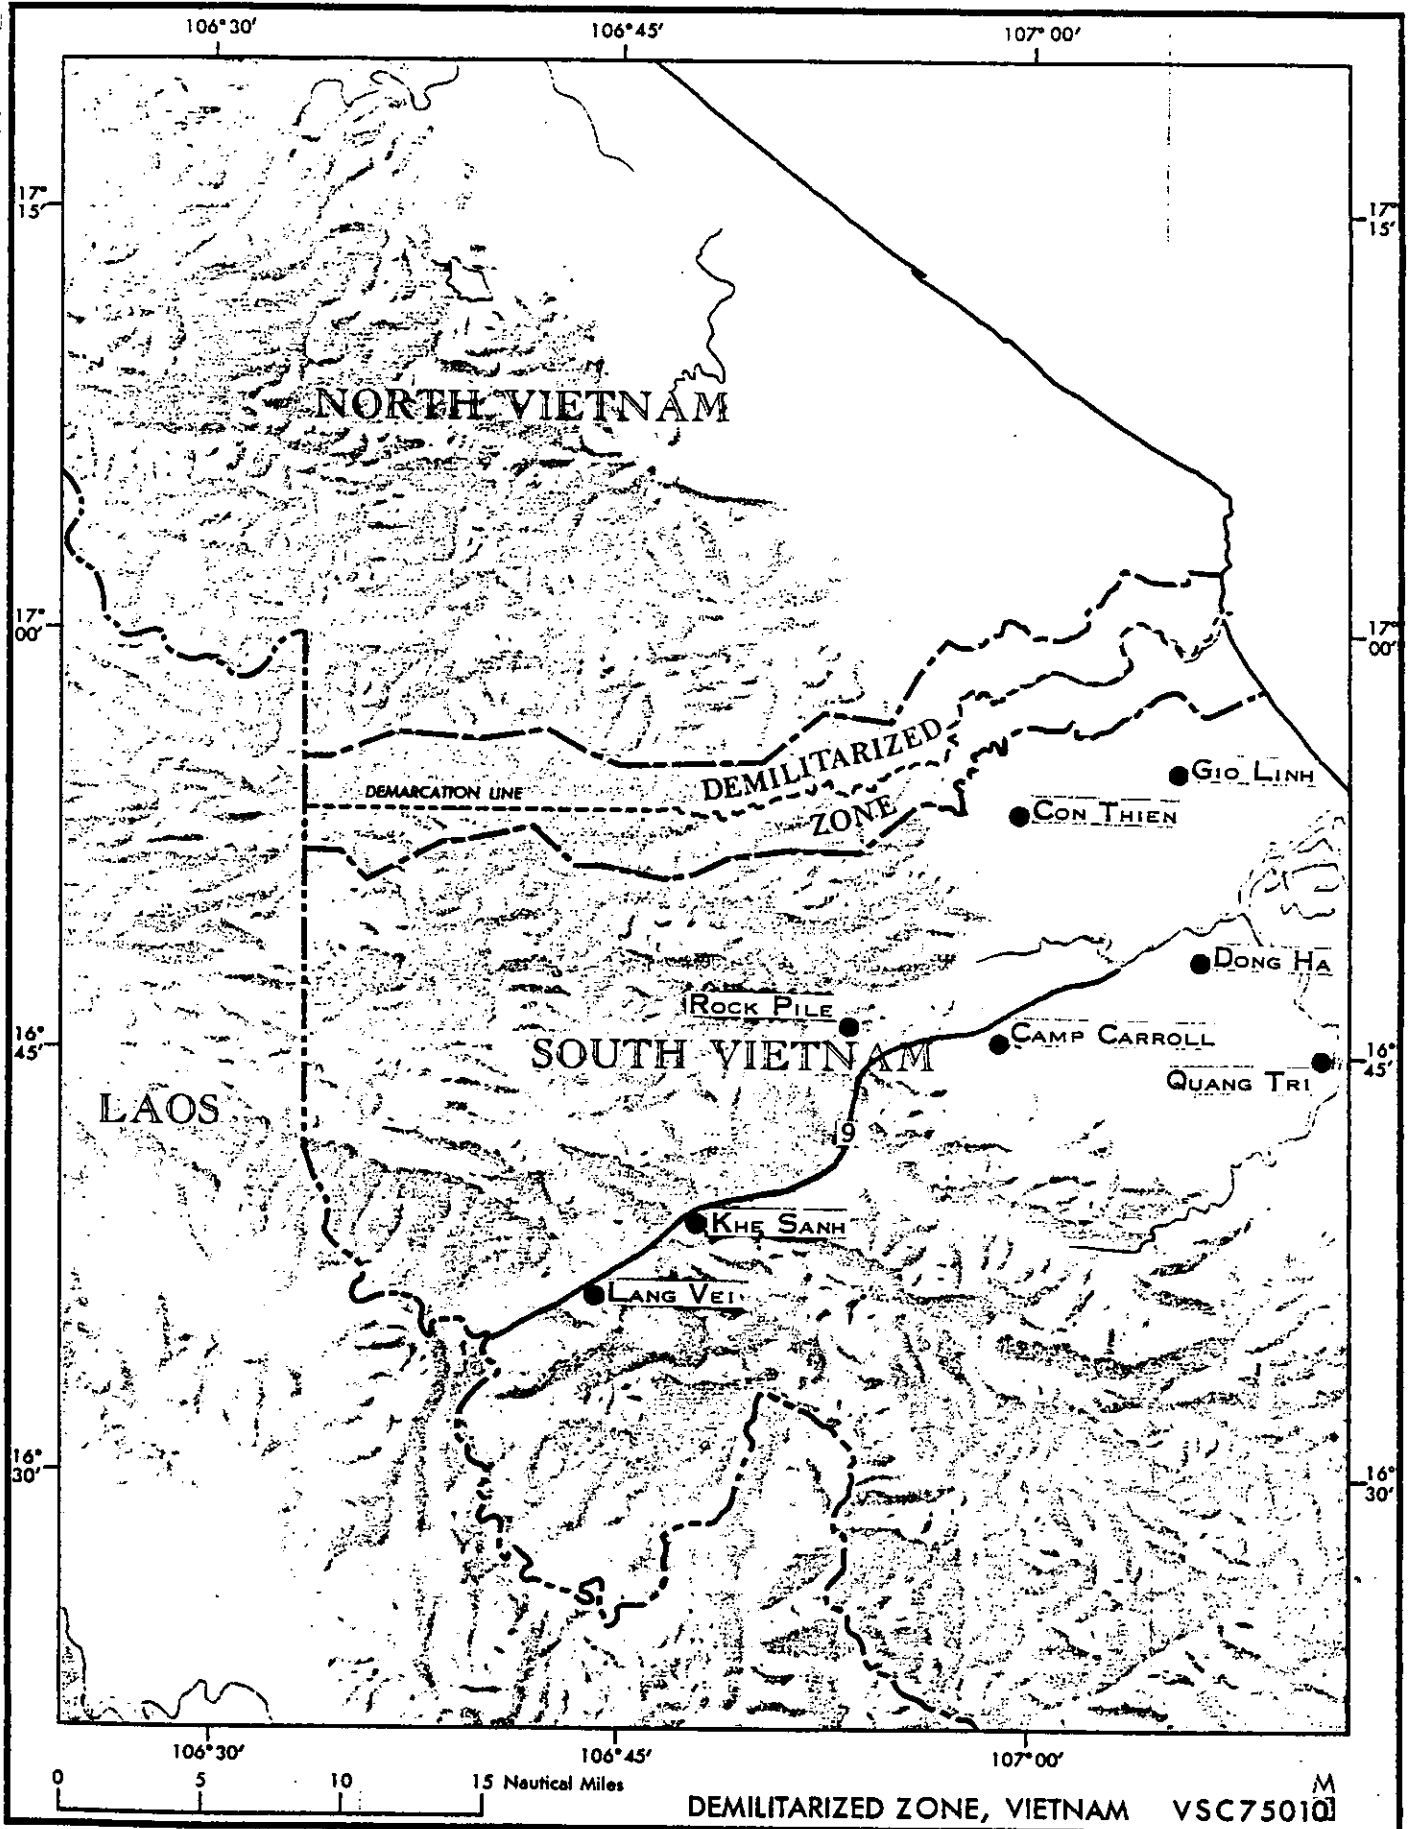 106°30′ 106°45′ 107°00′
17°
15′
17°
15′
NORTH VIETNAM
17°
00′
17°
00′
DEMILITARIZED
DEMARCATION LINE
ZONE
GIO LINH
CON THIEN
DONG HA
ROCK PILE
CAMP CARROLL
16°
45′
SOUTH VIETNAM
16°
45′
QUANG TRI
LAOS
9
KHE SANH
LANG VEI
16°
30′
16°
30′
106°30′ 106°45′ 107°00′
0 5 10 15 Nautical Miles
M
DEMILITARIZED ZONE, VIETNAM VSC75010